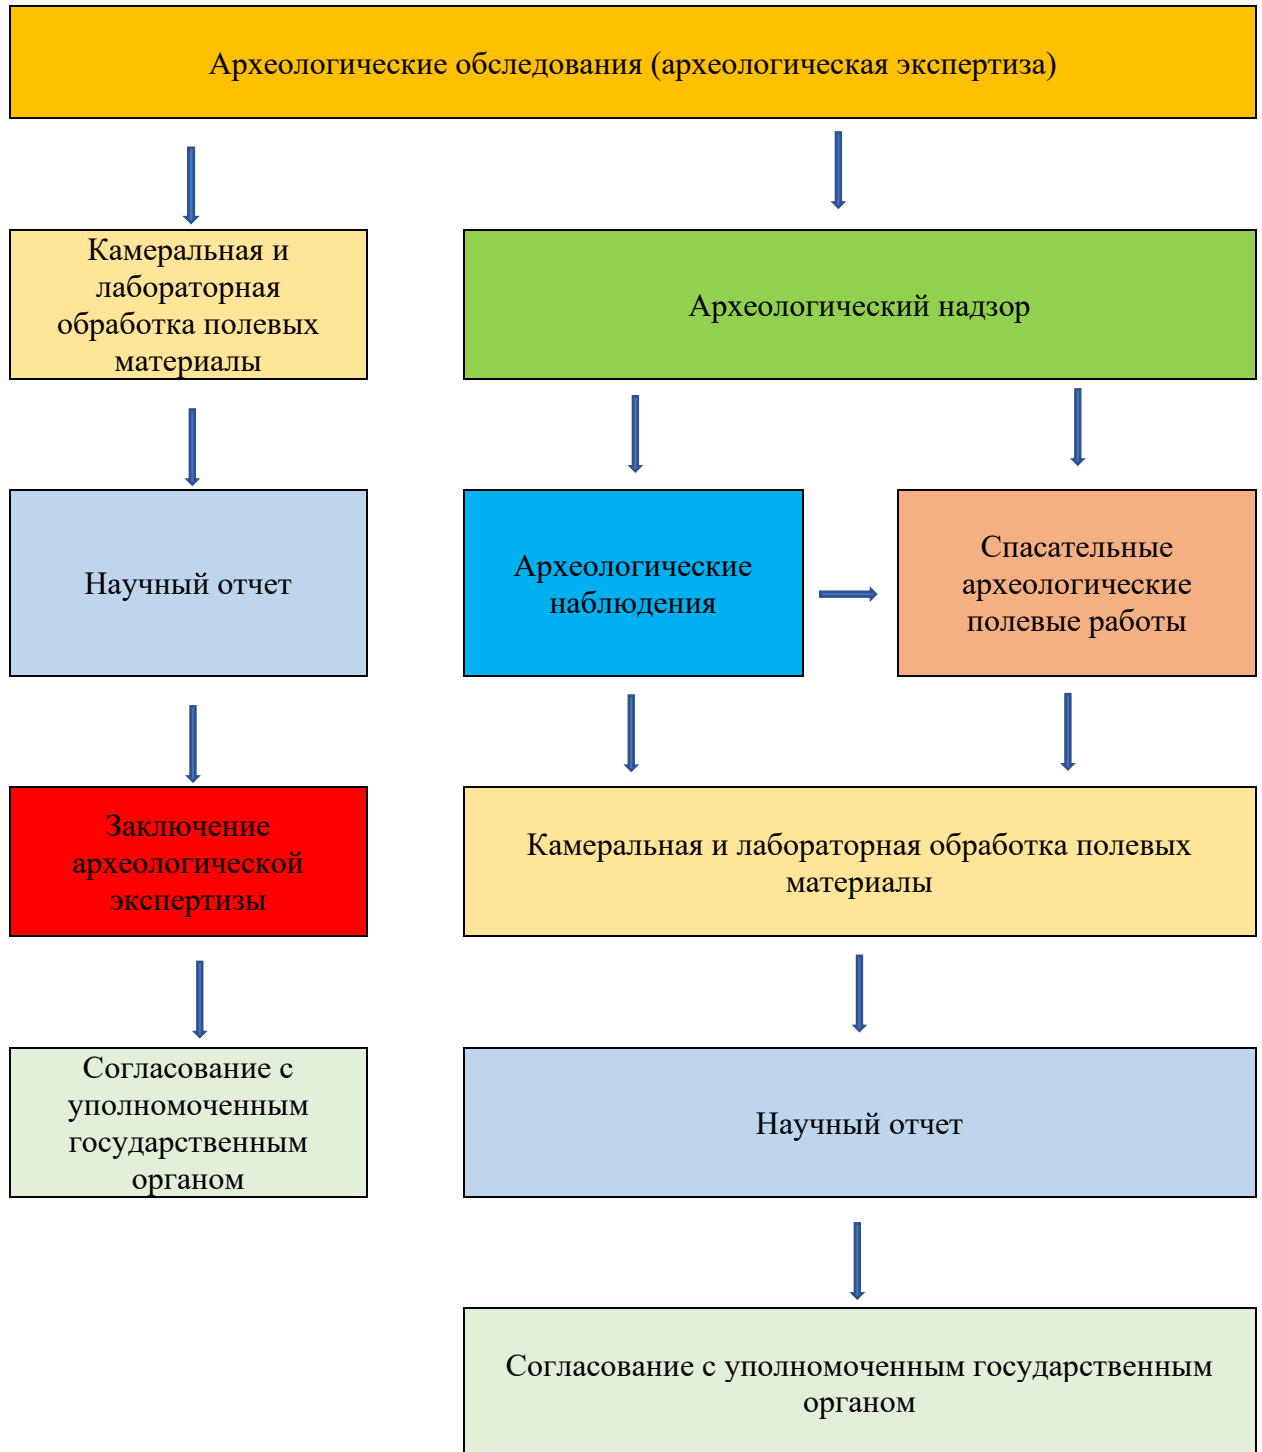 Археологические обследования (археологическая экспертиза)
Камеральная и
лабораторная
обработка полевых
материалы
Археологический надзор
Научный отчет
Археологические
наблюдения
Спасательные
археологические
полевые работы
Заключение
археологической
экспертизы
Камеральная и лабораторная обработка полевых
материалы
Согласование с
уполномоченным
государственным
органом
Научный отчет
Согласование с уполномоченным государственным
органом